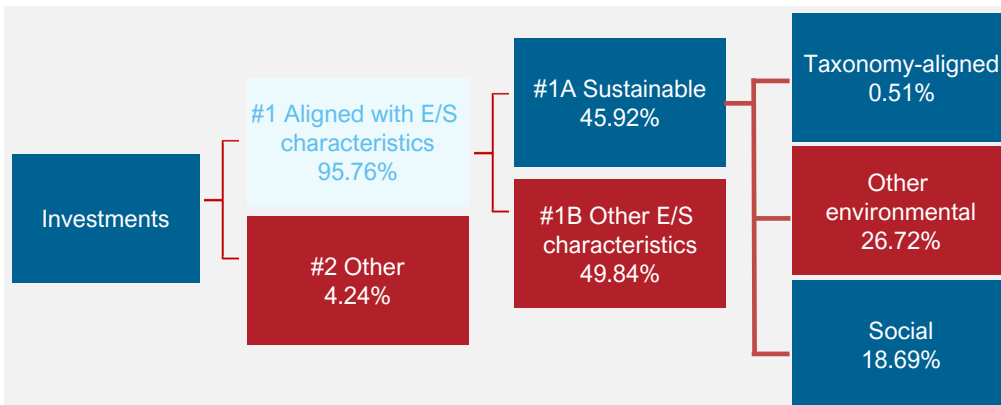 Investments
#1 Aligned with E/S
characteristics
95.76%
#2 Other
4.24%
#1A Sustainable
45.92%
#1B Other E/S
characteristics
49.84%
Taxonomy-aligned
0.51%
Other
environmental
26.72%
Social
18.69%